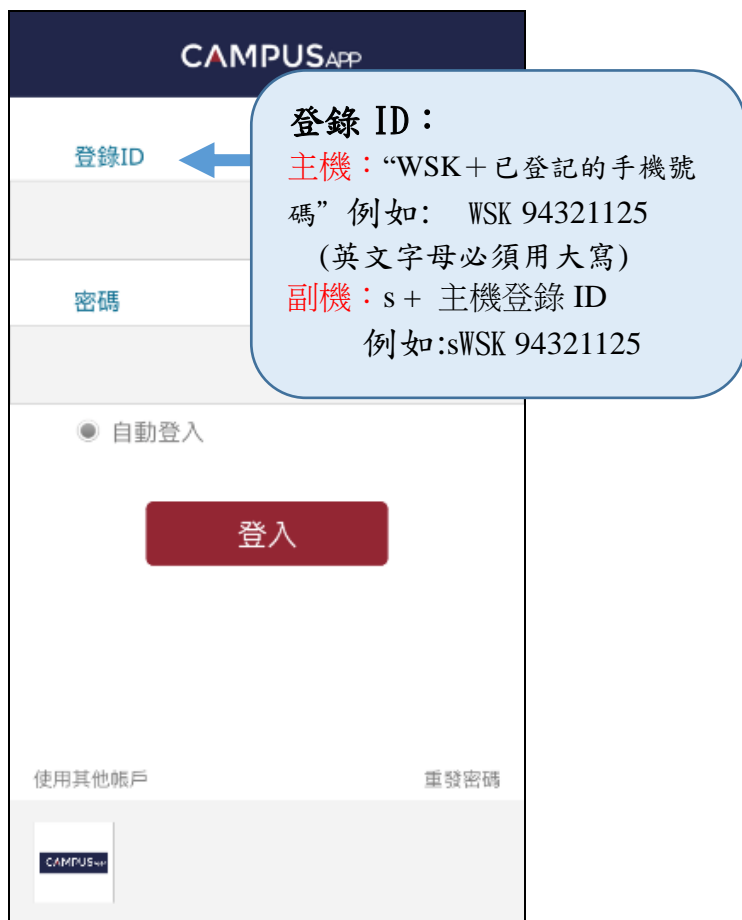 CAMPUSAPP
登錄ID
登錄 ID：
主機：“WSK＋已登記的手機號
碼” 例如: WSK 94321125
(英文字母必須用大寫)
副機：s + 主機登錄 ID
例如:sWSK 94321125
密碼
自動登入
登入
使用其他帳戶
重發密碼
CAMPUSAPP